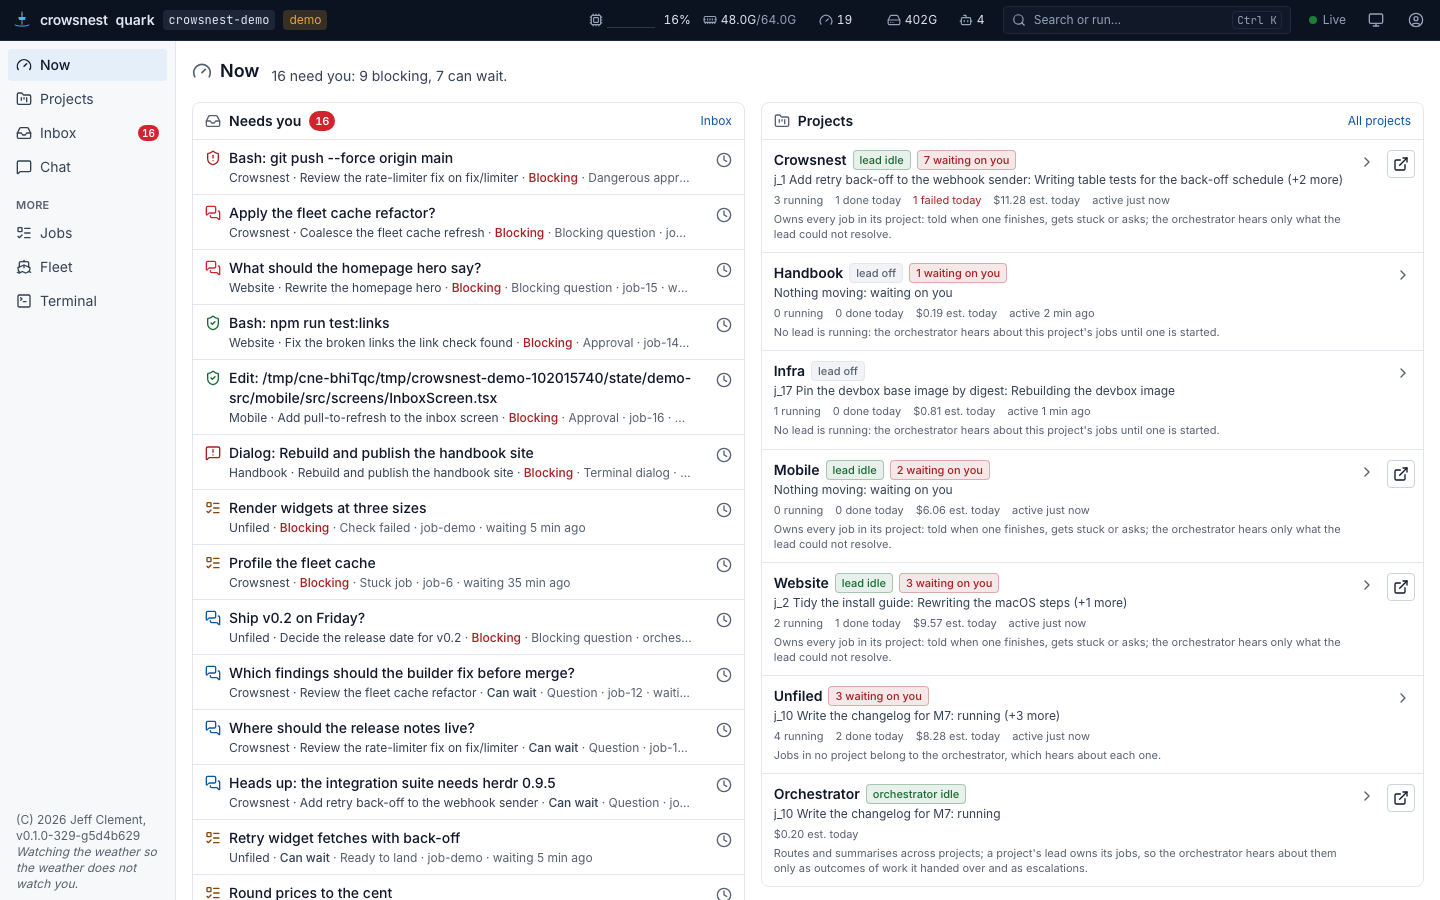 crowsnest quark crowsnest-demo demo 16% 48.0G/64.0G 19 402G 4 Search or run... Ctrl K Live
Now
Projects
Inbox 16
Chat
MORE
Jobs
Fleet
Terminal
(C) 2026 Jeff Clement,
v0.1.0-329-g5d4b629
Watching the weather so
the weather does not
watch you.
Now 16 need you: 9 blocking, 7 can wait.
Needs you 16 Inbox
Bash: git push --force origin main
Crowsnest · Review the rate-limiter fix on fix/limiter · Blocking · Dangerous appr...
Apply the fleet cache refactor?
Crowsnest · Coalesce the fleet cache refresh · Blocking · Blocking question · jo...
What should the homepage hero say?
Website · Rewrite the homepage hero · Blocking · Blocking question · job-15 · w...
Bash: npm run test:links
Website · Fix the broken links the link check found · Blocking · Approval · job-14...
Edit: /tmp/cne-bhiTqc/tmp/crowsnest-demo-102015740/state/demo-
src/mobile/src/screens/InboxScreen.tsx
Mobile · Add pull-to-refresh to the inbox screen · Blocking · Approval · job-16 · ...
Dialog: Rebuild and publish the handbook site
Handbook · Rebuild and publish the handbook site · Blocking · Terminal dialog · ...
Render widgets at three sizes
Unfiled · Blocking · Check failed · job-demo · waiting 5 min ago
Profile the fleet cache
Crowsnest · Blocking · Stuck job · job-6 · waiting 35 min ago
Ship v0.2 on Friday?
Unfiled · Decide the release date for v0.2 · Blocking · Blocking question · orches...
Which findings should the builder fix before merge?
Crowsnest · Review the fleet cache refactor · Can wait · Question · job-12 · waiti...
Where should the release notes live?
Crowsnest · Review the rate-limiter fix on fix/limiter · Can wait · Question · job-1...
Heads up: the integration suite needs herdr 0.9.5
Crowsnest · Add retry back-off to the webhook sender · Can wait · Question · jo...
Retry widget fetches with back-off
Unfiled · Can wait · Ready to land · job-demo · waiting 5 min ago
Round prices to the cent
Projects All projects
Crowsnest lead idle 7 waiting on you
j_1 Add retry back-off to the webhook sender: Writing table tests for the back-off schedule (+2 more)
3 running 1 done today 1 failed today $11.28 est. today active just now
Owns every job in its project: told when one finishes, gets stuck or asks; the orchestrator hears only what the
lead could not resolve.
Handbook lead off 1 waiting on you
Nothing moving: waiting on you
0 running 0 done today $0.19 est. today active 2 min ago
No lead is running: the orchestrator hears about this project's jobs until one is started.
Infra lead off
j_17 Pin the devbox base image by digest: Rebuilding the devbox image
1 running 0 done today $0.81 est. today active 1 min ago
No lead is running: the orchestrator hears about this project's jobs until one is started.
Mobile lead idle 2 waiting on you
Nothing moving: waiting on you
0 running 0 done today $6.06 est. today active just now
Owns every job in its project: told when one finishes, gets stuck or asks; the orchestrator hears only what the
lead could not resolve.
Website lead idle 3 waiting on you
j_2 Tidy the install guide: Rewriting the macOS steps (+1 more)
2 running 1 done today $9.57 est. today active just now
Owns every job in its project: told when one finishes, gets stuck or asks; the orchestrator hears only what the
lead could not resolve.
Unfiled 3 waiting on you
j_10 Write the changelog for M7: running (+3 more)
4 running 2 done today $8.28 est. today active just now
Jobs in no project belong to the orchestrator, which hears about each one.
Orchestrator orchestrator idle
j_10 Write the changelog for M7: running
$0.20 est. today
Routes and summarises across projects; a project's lead owns its jobs, so the orchestrator hears about them
only as outcomes of work it handed over and as escalations.